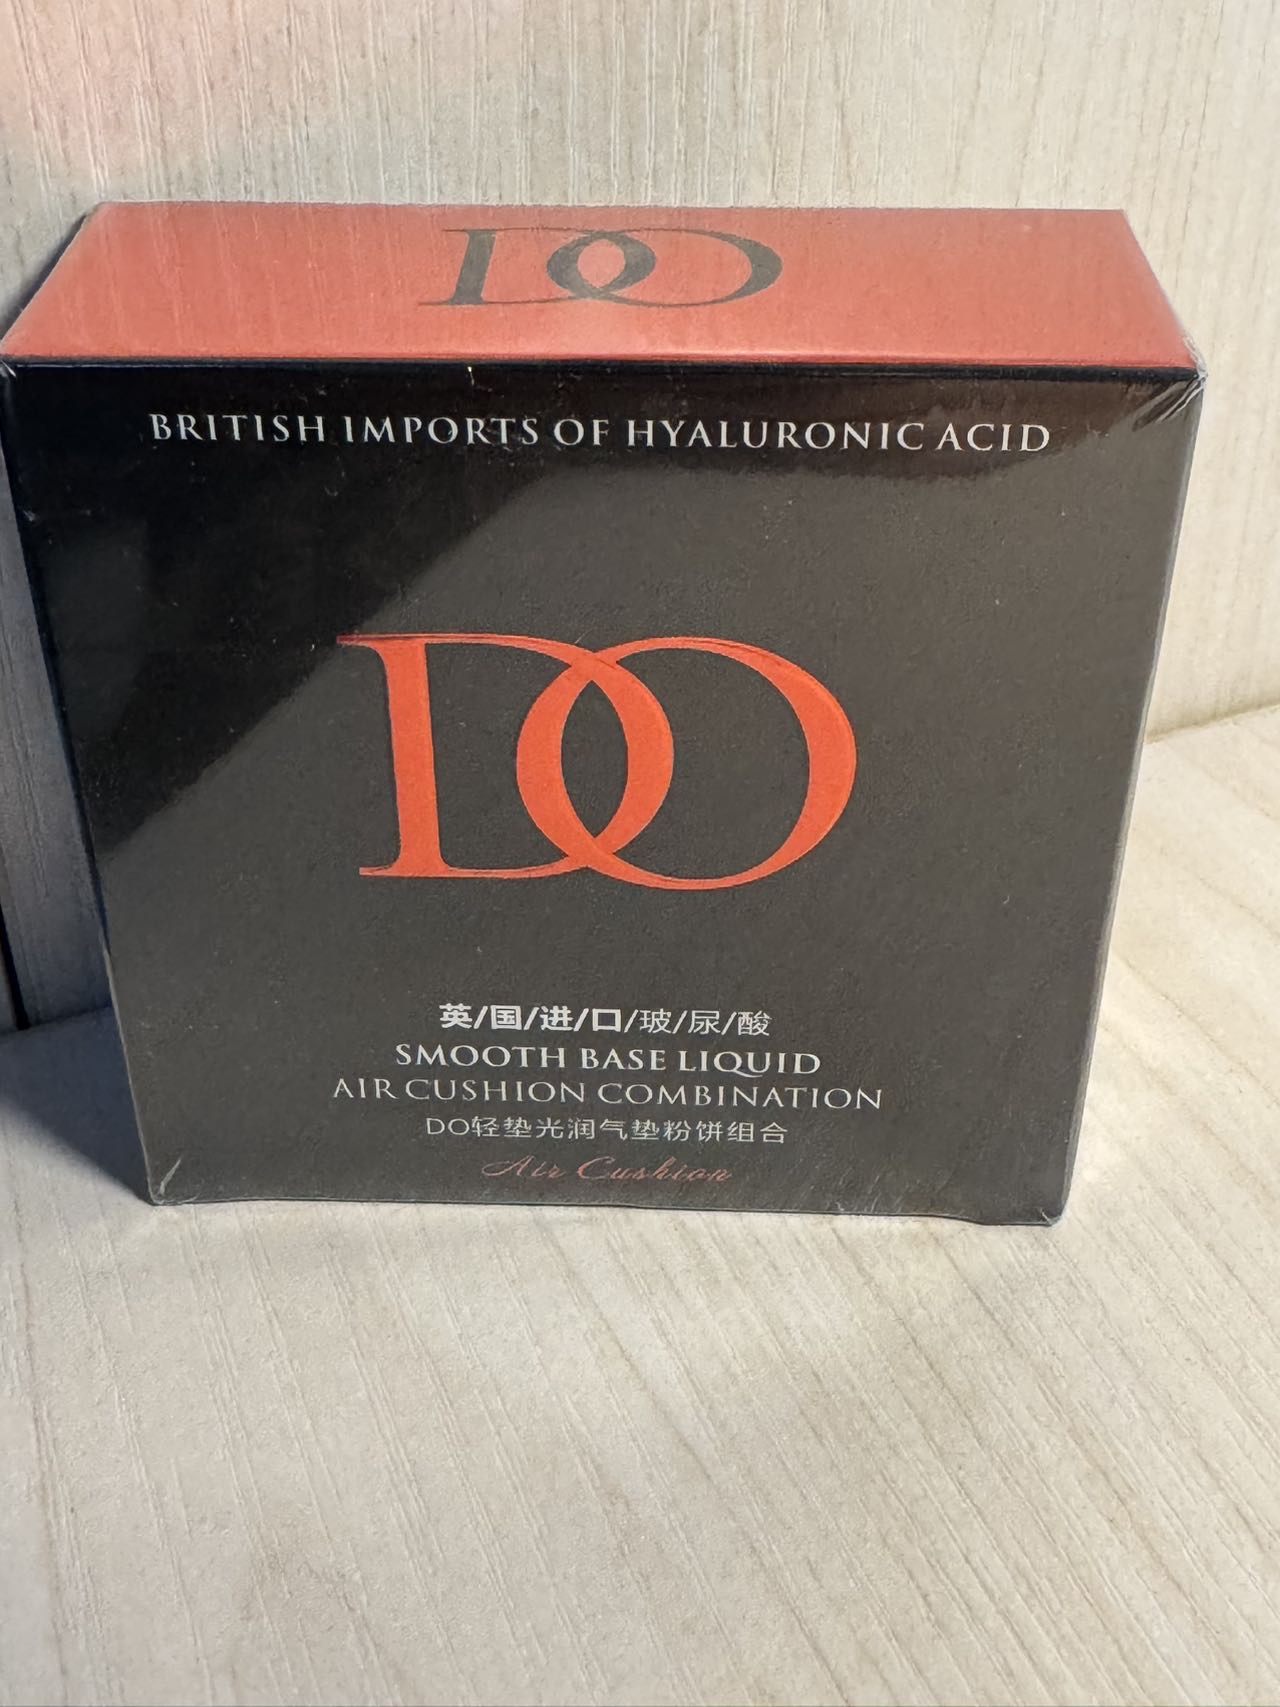 DO
BRITISH IMPORTS OF HYALURONIC ACID
DO
英/国/进/口/玻/尿/酸
SMOOTH BASE LIQUID
AIR CUSHION COMBINATION
DO轻垫光润气垫粉饼组合
Air Cushion